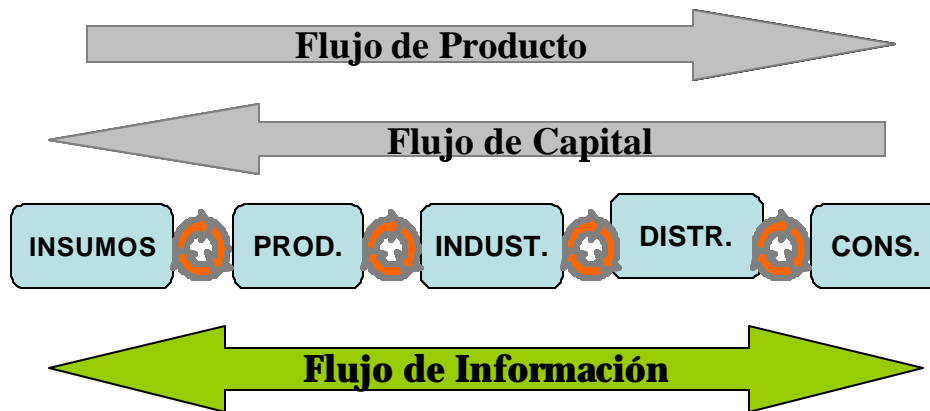 Flujo de Producto
Flujo de Capital
INSUMOS PROD. INDUST. DISTR. CONS.
Flujo de Información